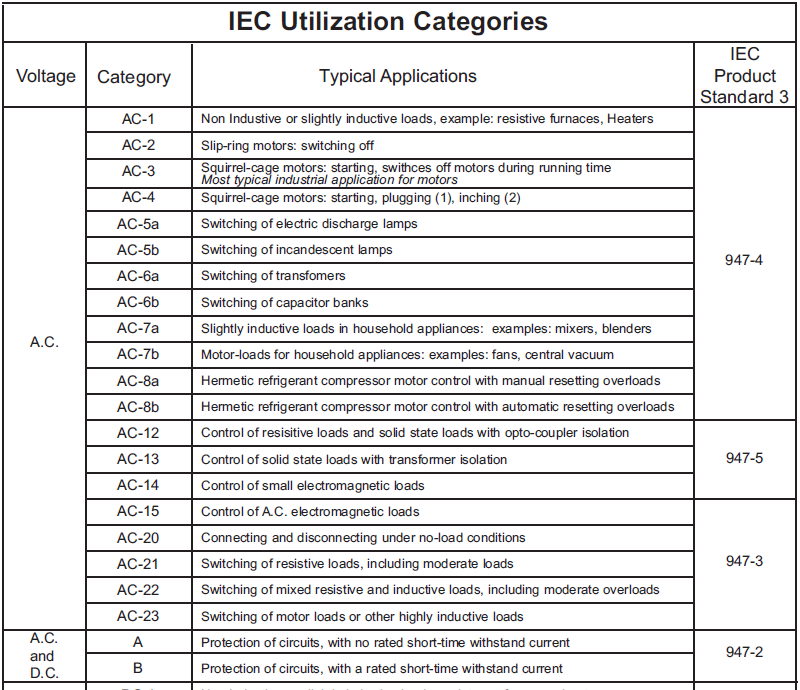 IEC Utilization Categories
Voltage Category Typical Applications IEC Product Standard 3
A.C. AC-1 Non Industive or slightly inductive loads, example: resistive furnaces, Heaters 947-4
AC-2 Slip-ring motors: switching off
AC-3 Squirrel-cage motors: starting, swithces off motors during running time
Most typical industrial application for motors
AC-4 Squirrel-cage motors: starting, plugging (1), inching (2)
AC-5a Switching of electric discharge lamps
AC-5b Switching of incandescent lamps
AC-6a Switching of transfomers
AC-6b Switching of capacitor banks
AC-7a Slightly inductive loads in household appliances: examples: mixers, blenders
AC-7b Motor-loads for household appliances: examples: fans, central vacuum
AC-8a Hermetic refrigerant compressor motor control with manual resetting overloads
AC-8b Hermetic refrigerant compressor motor control with automatic resetting overloads
AC-12 Control of resisitive loads and solid state loads with opto-coupler isolation 947-5
AC-13 Control of solid state loads with transformer isolation
AC-14 Control of small electromagnetic loads
AC-15 Control of A.C. electromagnetic loads 947-3
AC-20 Connecting and disconnecting under no-load conditions
AC-21 Switching of resistive loads, including moderate loads
AC-22 Switching of mixed resistive and inductive loads, including moderate overloads
AC-23 Switching of motor loads or other highly inductive loads
A.C. and D.C. A Protection of circuits, with no rated short-time withstand current 947-2
B Protection of circuits, with a rated short-time withstand current